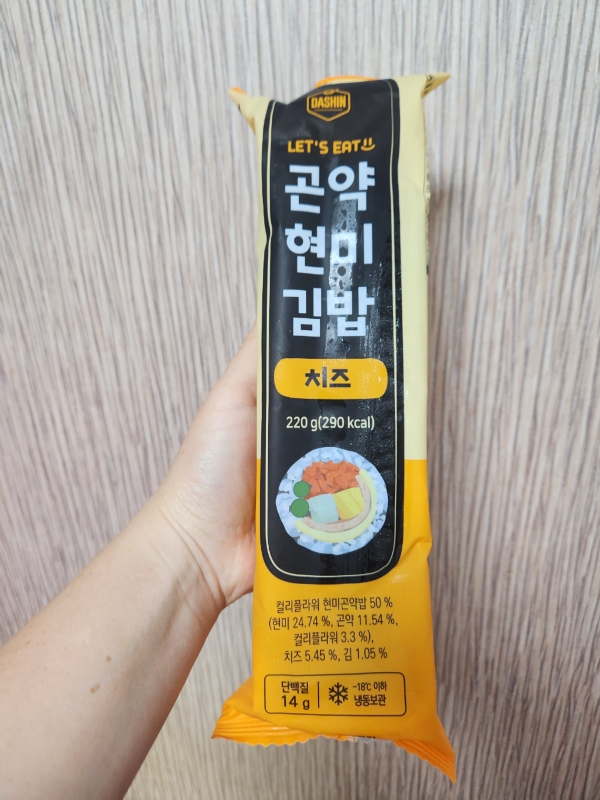 DASHIN
LET'S EAT
곤약
현미
김밥
치즈
220 g(290 kcal)
컬리플라워 현미곤약밥 50 %
(현미 24.74 %, 곤약 11.54 %,
컬리플라워 3.3 %),
치즈 5.45 %, 김 1.05 %
단백질
14 g
-18℃ 이하
냉동보관